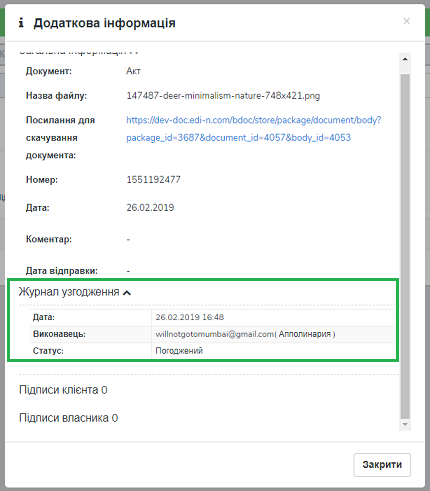 Додаткова інформація ×
Загальна інформація
Документ: Акт
Назва файлу: 147487-deer-minimalism-nature-748x421.png
Посилання для скачування документа: https://dev-doc.edi-n.com/bdoc/store/package/document/body?
package_id=3687&document_id=4057&body_id=4053
Номер: 1551192477
Дата: 26.02.2019
Коментар: -
Дата відправки: -
Журнал узгодження
Дата: 26.02.2019 16:48
Виконавець: willnotgotomumbai@gmail.com( Апполинария )
Статус: Погоджений
Підписи клієнта 0
Підписи власника 0
Закрити